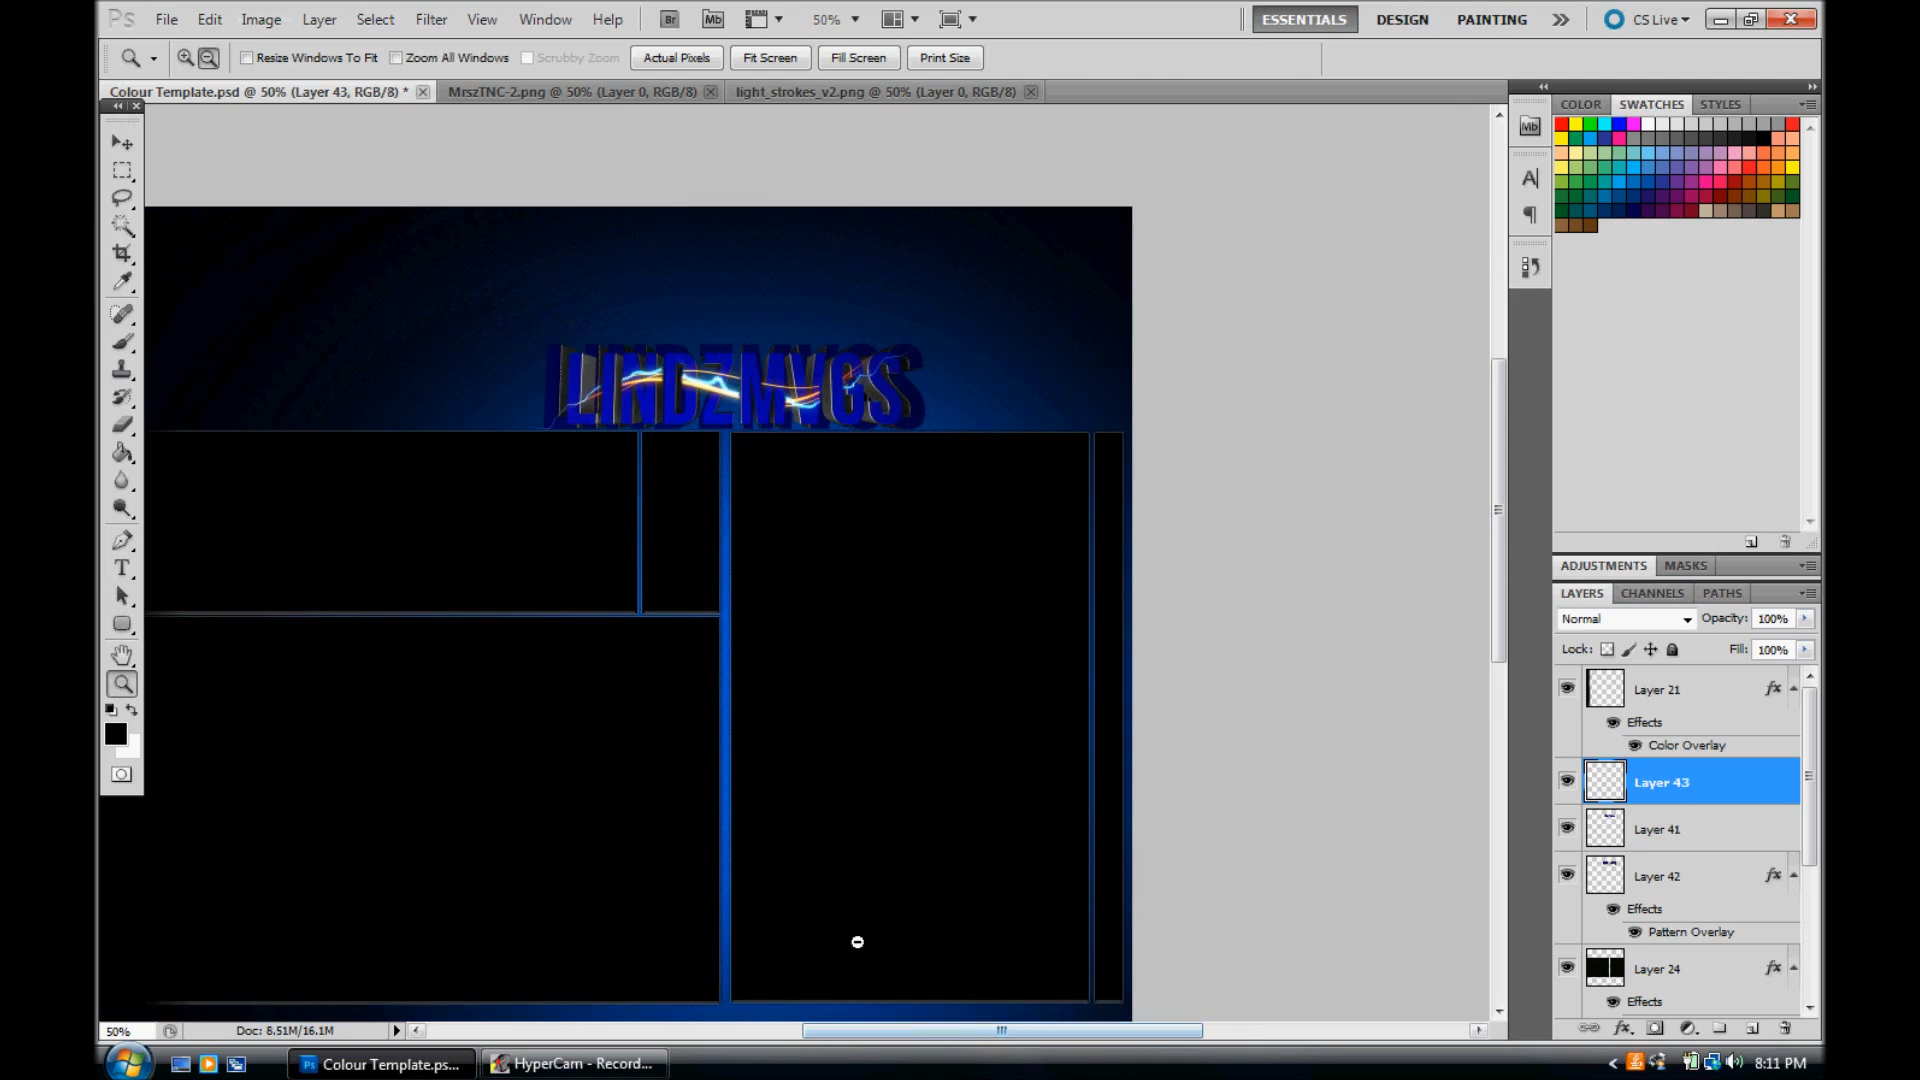 Ps File Edit Image Layer Select Filter View Window Help Br Mb 50% ESSENTIALS DESIGN PAINTING CS Live
Resize Windows To Fit Zoom All Windows Scrubby Zoom Actual Pixels Fit Screen Fill Screen Print Size
Colour Template.psd @ 50% (Layer 43, RGB/8) * MrszTNC-2.png @ 50% (Layer 0, RGB/8) light_strokes_v2.png @ 50% (Layer 0, RGB/8)
COLOR SWATCHES STYLES
Mb
LINDZMVGS
ADJUSTMENTS MASKS
LAYERS CHANNELS PATHS
Normal Opacity: 100%
Lock: Fill: 100%
Layer 21 fx
Effects
Color Overlay
Layer 43
Layer 41
Layer 42 fx
Effects
Pattern Overlay
Layer 24 fx
Effects
50% Doc: 8.51M/16.1M
Ps Colour Template.ps... HyperCam - Record... 8:11 PM